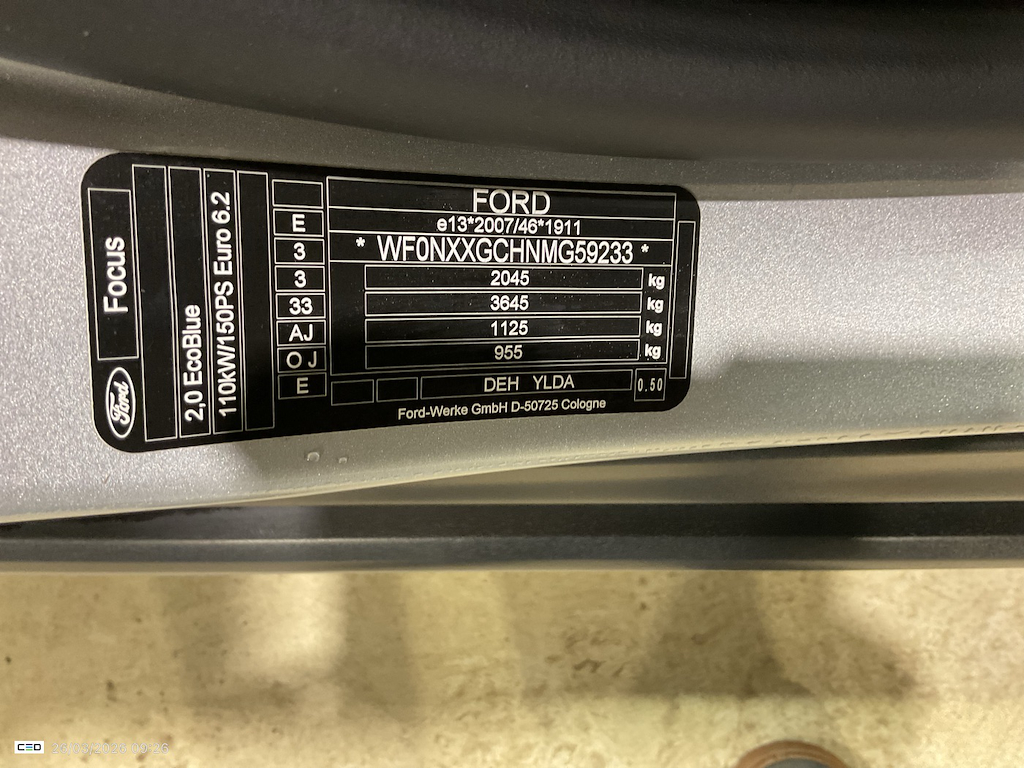 Focus
Ford
2,0 EcoBlue
110kW/150PS Euro 6.2
E
3
3
33
AJ
O J
E
FORD
e13*2007/46*1911
* WF0NXXGCHNMG59233 *
2045 kg
3645 kg
1125 kg
955 kg
DEH YLDA
0.50
Ford-Werke GmbH D-50725 Cologne